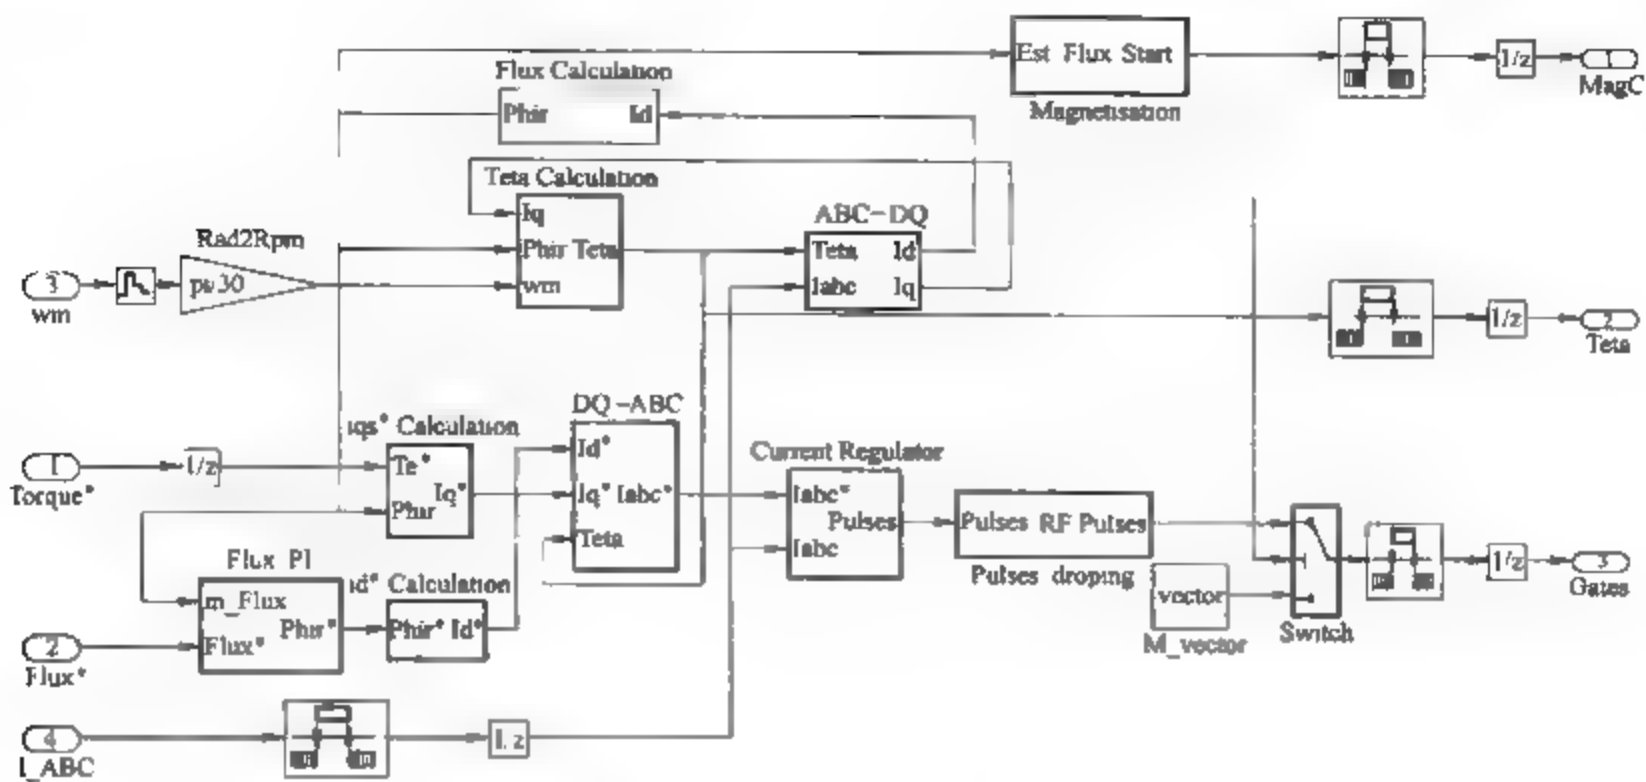 Est Flux Start
1/z
1
MagC
Flux Calculation
Phir Id
Magnetisation
Teta Calculation
Iq
Phir Teta
wm
ABC-DQ
Teta Id
Iabc Iq
Rad2Rpm
3
wm
1/z
2
Teta
DQ-ABC
Id*
Iq* Iabc*
Teta
iqs* Calculation
Te*
Iq*
Phir
1
Torque*
1/z
Current Regulator
Iabc*
Pulses
Iabc
Pulses RF Pulses
Pulses droping
vector
M_vector
Switch
1/z
3
Gates
Flux PI
m_Flux
Phir*
Flux*
id* Calculation
Phir* Id*
2
Flux*
4
I_ABC